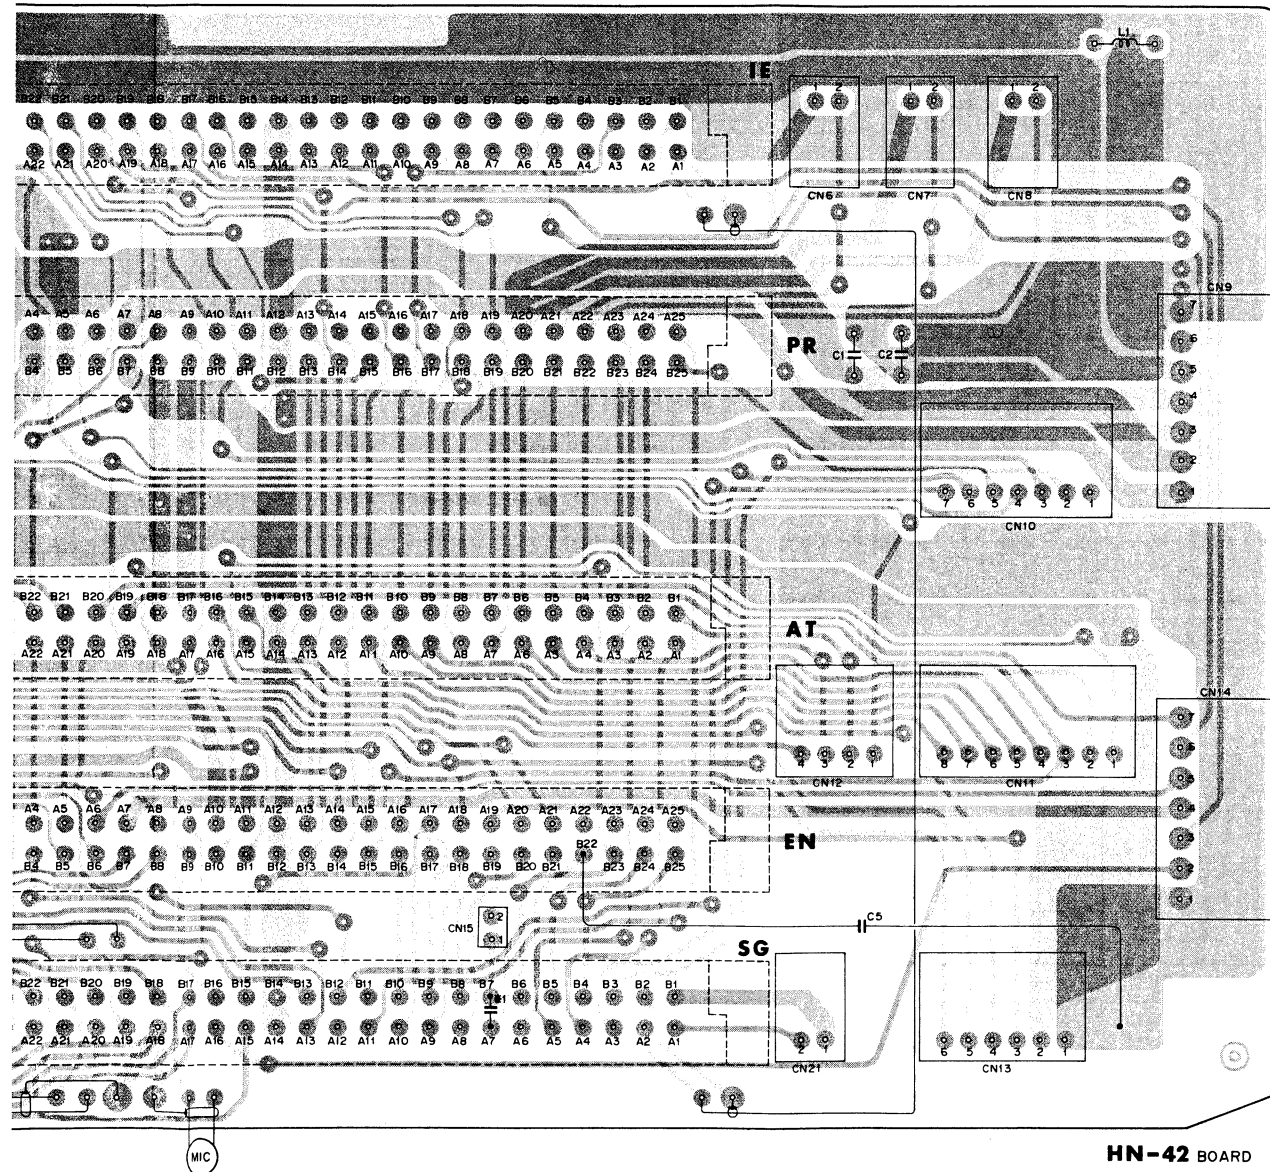 L1
IE
1 2
1 2
1 2
B22 B21 B20 B19 B18 B17 B16 B15 B14 B13 B12 B11 B10 B9 B8 B7 B6 B5 B4 B3 B2 B1
A22 A21 A20 A19 A18 A17 A16 A15 A14 A13 A12 A11 A10 A9 A8 A7 A6 A5 A4 A3 A2 A1
CN6 CN7 CN8
CN9
A4 A5 A6 A7 A8 A9 A10 A11 A12 A13 A14 A15 A16 A17 A18 A19 A20 A21 A22 A23 A24 A25
7
6
5
4
3
2
1
PR
C1 C2
B4 B5 B6 B7 B8 B9 B10 B11 B12 B13 B14 B15 B16 B17 B18 B19 B20 B21 B22 B23 B24 B25
7 6 5 4 3 2 1
CN10
B22 B21 B20 B19 B18 B17 B16 B15 B14 B13 B12 B11 B10 B9 B8 B7 B6 B5 B4 B3 B2 B1
AT
A22 A21 A20 A19 A18 A17 A16 A15 A14 A13 A12 A11 A10 A9 A8 A7 A6 A5 A4 A3 A2 A1
CN14
7
6
5
4
3
2
1
4 3 2 1
8 7 6 5 4 3 2 1
CN12 CN11
A4 A5 A6 A7 A8 A9 A10 A11 A12 A13 A14 A15 A16 A17 A18 A19 A20 A21 A22 A23 A24 A25
EN
B22
B4 B5 B6 B7 B8 B9 B10 B11 B12 B13 B14 B15 B16 B17 B18 B19 B20 B21 B23 B24 B25
2
CN15
1
C5
SG
B22 B21 B20 B19 B18 B17 B16 B15 B14 B13 B12 B11 B10 B9 B8 B7 B6 B5 B4 B3 B2 B1
A22 A21 A20 A19 A18 A17 A16 A15 A14 A13 A12 A11 A10 A9 A8 A7 A6 A5 A4 A3 A2 A1
2 1
CN21
6 5 4 3 2 1
CN13
MIC
HN-42 BOARD